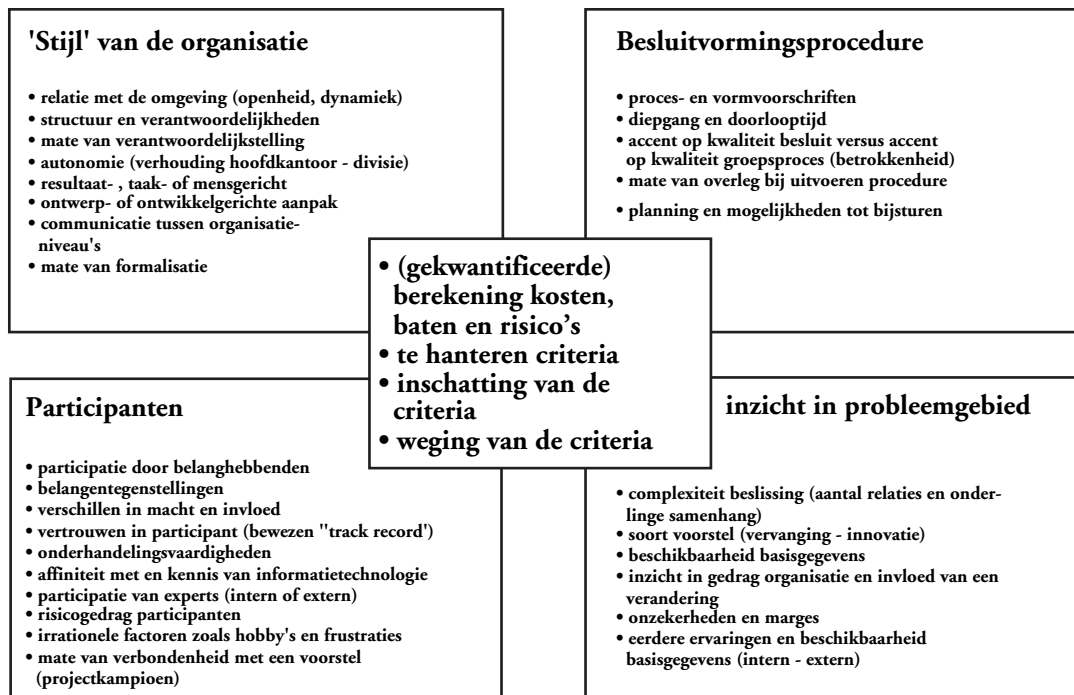 'Stijl' van de organisatie
• relatie met de omgeving (openheid, dynamiek)
• structuur en verantwoordelijkheden
• mate van verantwoordelijkstelling
• autonomie (verhouding hoofdkantoor - divisie)
• resultaat- , taak- of mensgericht
• ontwerp- of ontwikkelgerichte aanpak
• communicatie tussen organisatie-
niveau's
• mate van formalisatie
Besluitvormingsprocedure
• proces- en vormvoorschriften
• diepgang en doorlooptijd
• accent op kwaliteit besluit versus accent
op kwaliteit groepsproces (betrokkenheid)
• mate van overleg bij uitvoeren procedure
• planning en mogelijkheden tot bijsturen
• (gekwantificeerde)
berekening kosten,
baten en risico's
• te hanteren criteria
• inschatting van de
criteria
• weging van de criteria
Participanten
• participatie door belanghebbenden
• belangentegenstellingen
• verschillen in macht en invloed
• vertrouwen in participant (bewezen "track record')
• onderhandelingsvaardigheden
• affiniteit met en kennis van informatietechnologie
• participatie van experts (intern of extern)
• risicogedrag participanten
• irrationele factoren zoals hobby's en frustraties
• mate van verbondenheid met een voorstel
(projectkampioen)
inzicht in probleemgebied
• complexiteit beslissing (aantal relaties en onder-
linge samenhang)
• soort voorstel (vervanging - innovatie)
• beschikbaarheid basisgegevens
• inzicht in gedrag organisatie en invloed van een
verandering
• onzekerheden en marges
• eerdere ervaringen en beschikbaarheid
basisgegevens (intern - extern)